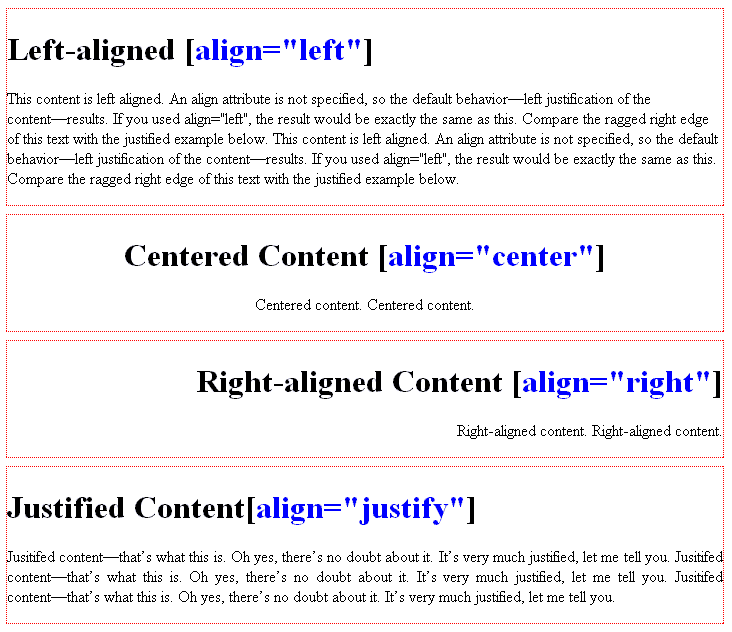 Left-aligned [align="left"]
This content is left aligned. An align attribute is not specified, so the default behavior—left justification of the
content—results. If you used align="left", the result would be exactly the same as this. Compare the ragged right edge
of this text with the justified example below. This content is left aligned. An align attribute is not specified, so the default
behavior—left justification of the content—results. If you used align="left", the result would be exactly the same as this.
Compare the ragged right edge of this text with the justified example below.
Centered Content [align="center"]
Centered content. Centered content.
Right-aligned Content [align="right"]
Right-aligned content. Right-aligned content.
Justified Content[align="justify"]
Jusitifed content—that’s what this is. Oh yes, there’s no doubt about it. It’s very much justified, let me tell you. Jusitifed
content—that’s what this is. Oh yes, there’s no doubt about it. It’s very much justified, let me tell you. Jusitifed
content—that’s what this is. Oh yes, there’s no doubt about it. It’s very much justified, let me tell you.